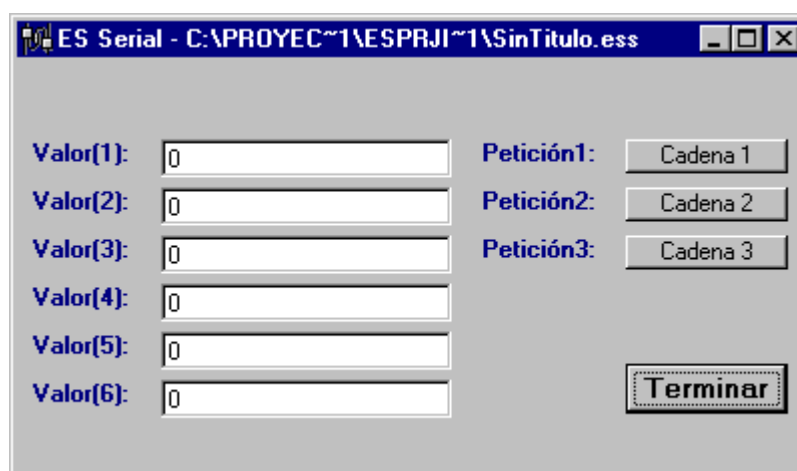 ES Serial - C:\PROYEC~1\ESPRJI~1\SinTitulo.ess
Valor(1): 0 Petición1: Cadena 1
Valor(2): 0 Petición2: Cadena 2
Valor(3): 0 Petición3: Cadena 3
Valor(4): 0
Valor(5): 0
Valor(6): 0
Terminar